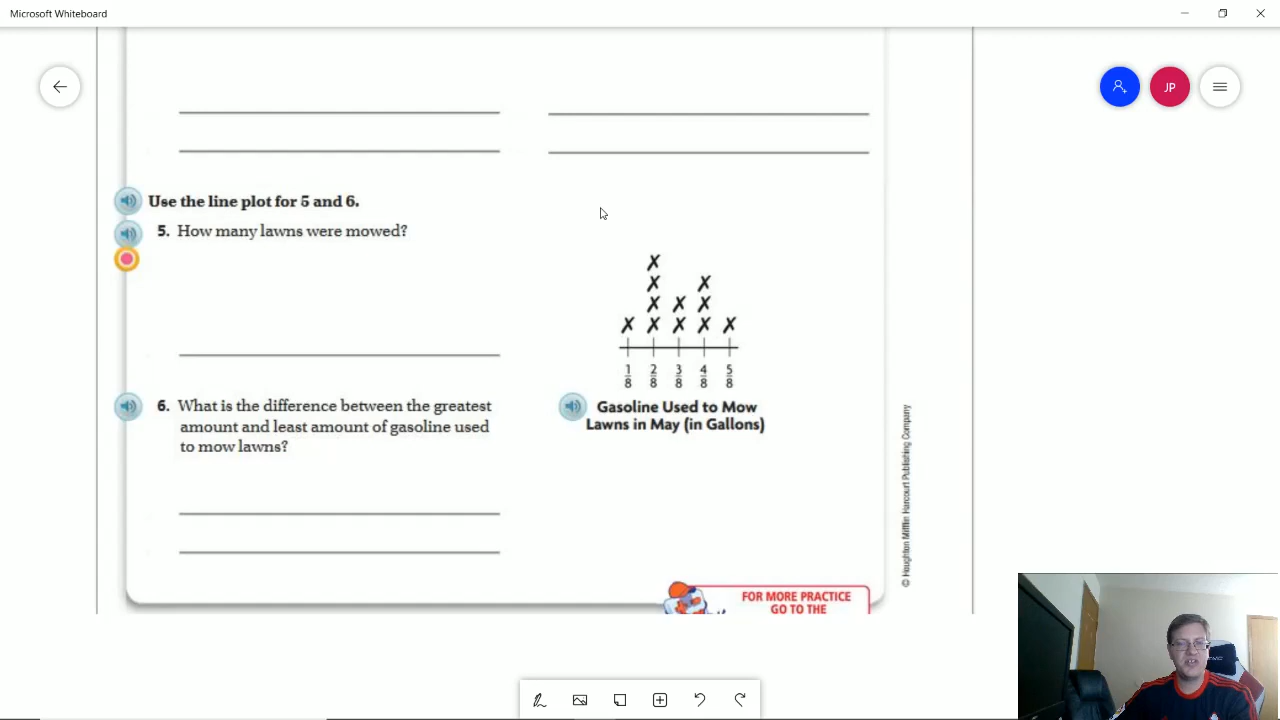 Microsoft Whiteboard
JP
Use the line plot for 5 and 6.
5. How many lawns were mowed?
X
X X
X X X
X X X X X
1/8 2/8 3/8 4/8 5/8
Gasoline Used to Mow
Lawns in May (in Gallons)
6. What is the difference between the greatest
amount and least amount of gasoline used
to mow lawns?
© Houghton Mifflin Harcourt Publishing Company
FOR MORE PRACTICE
GO TO THE